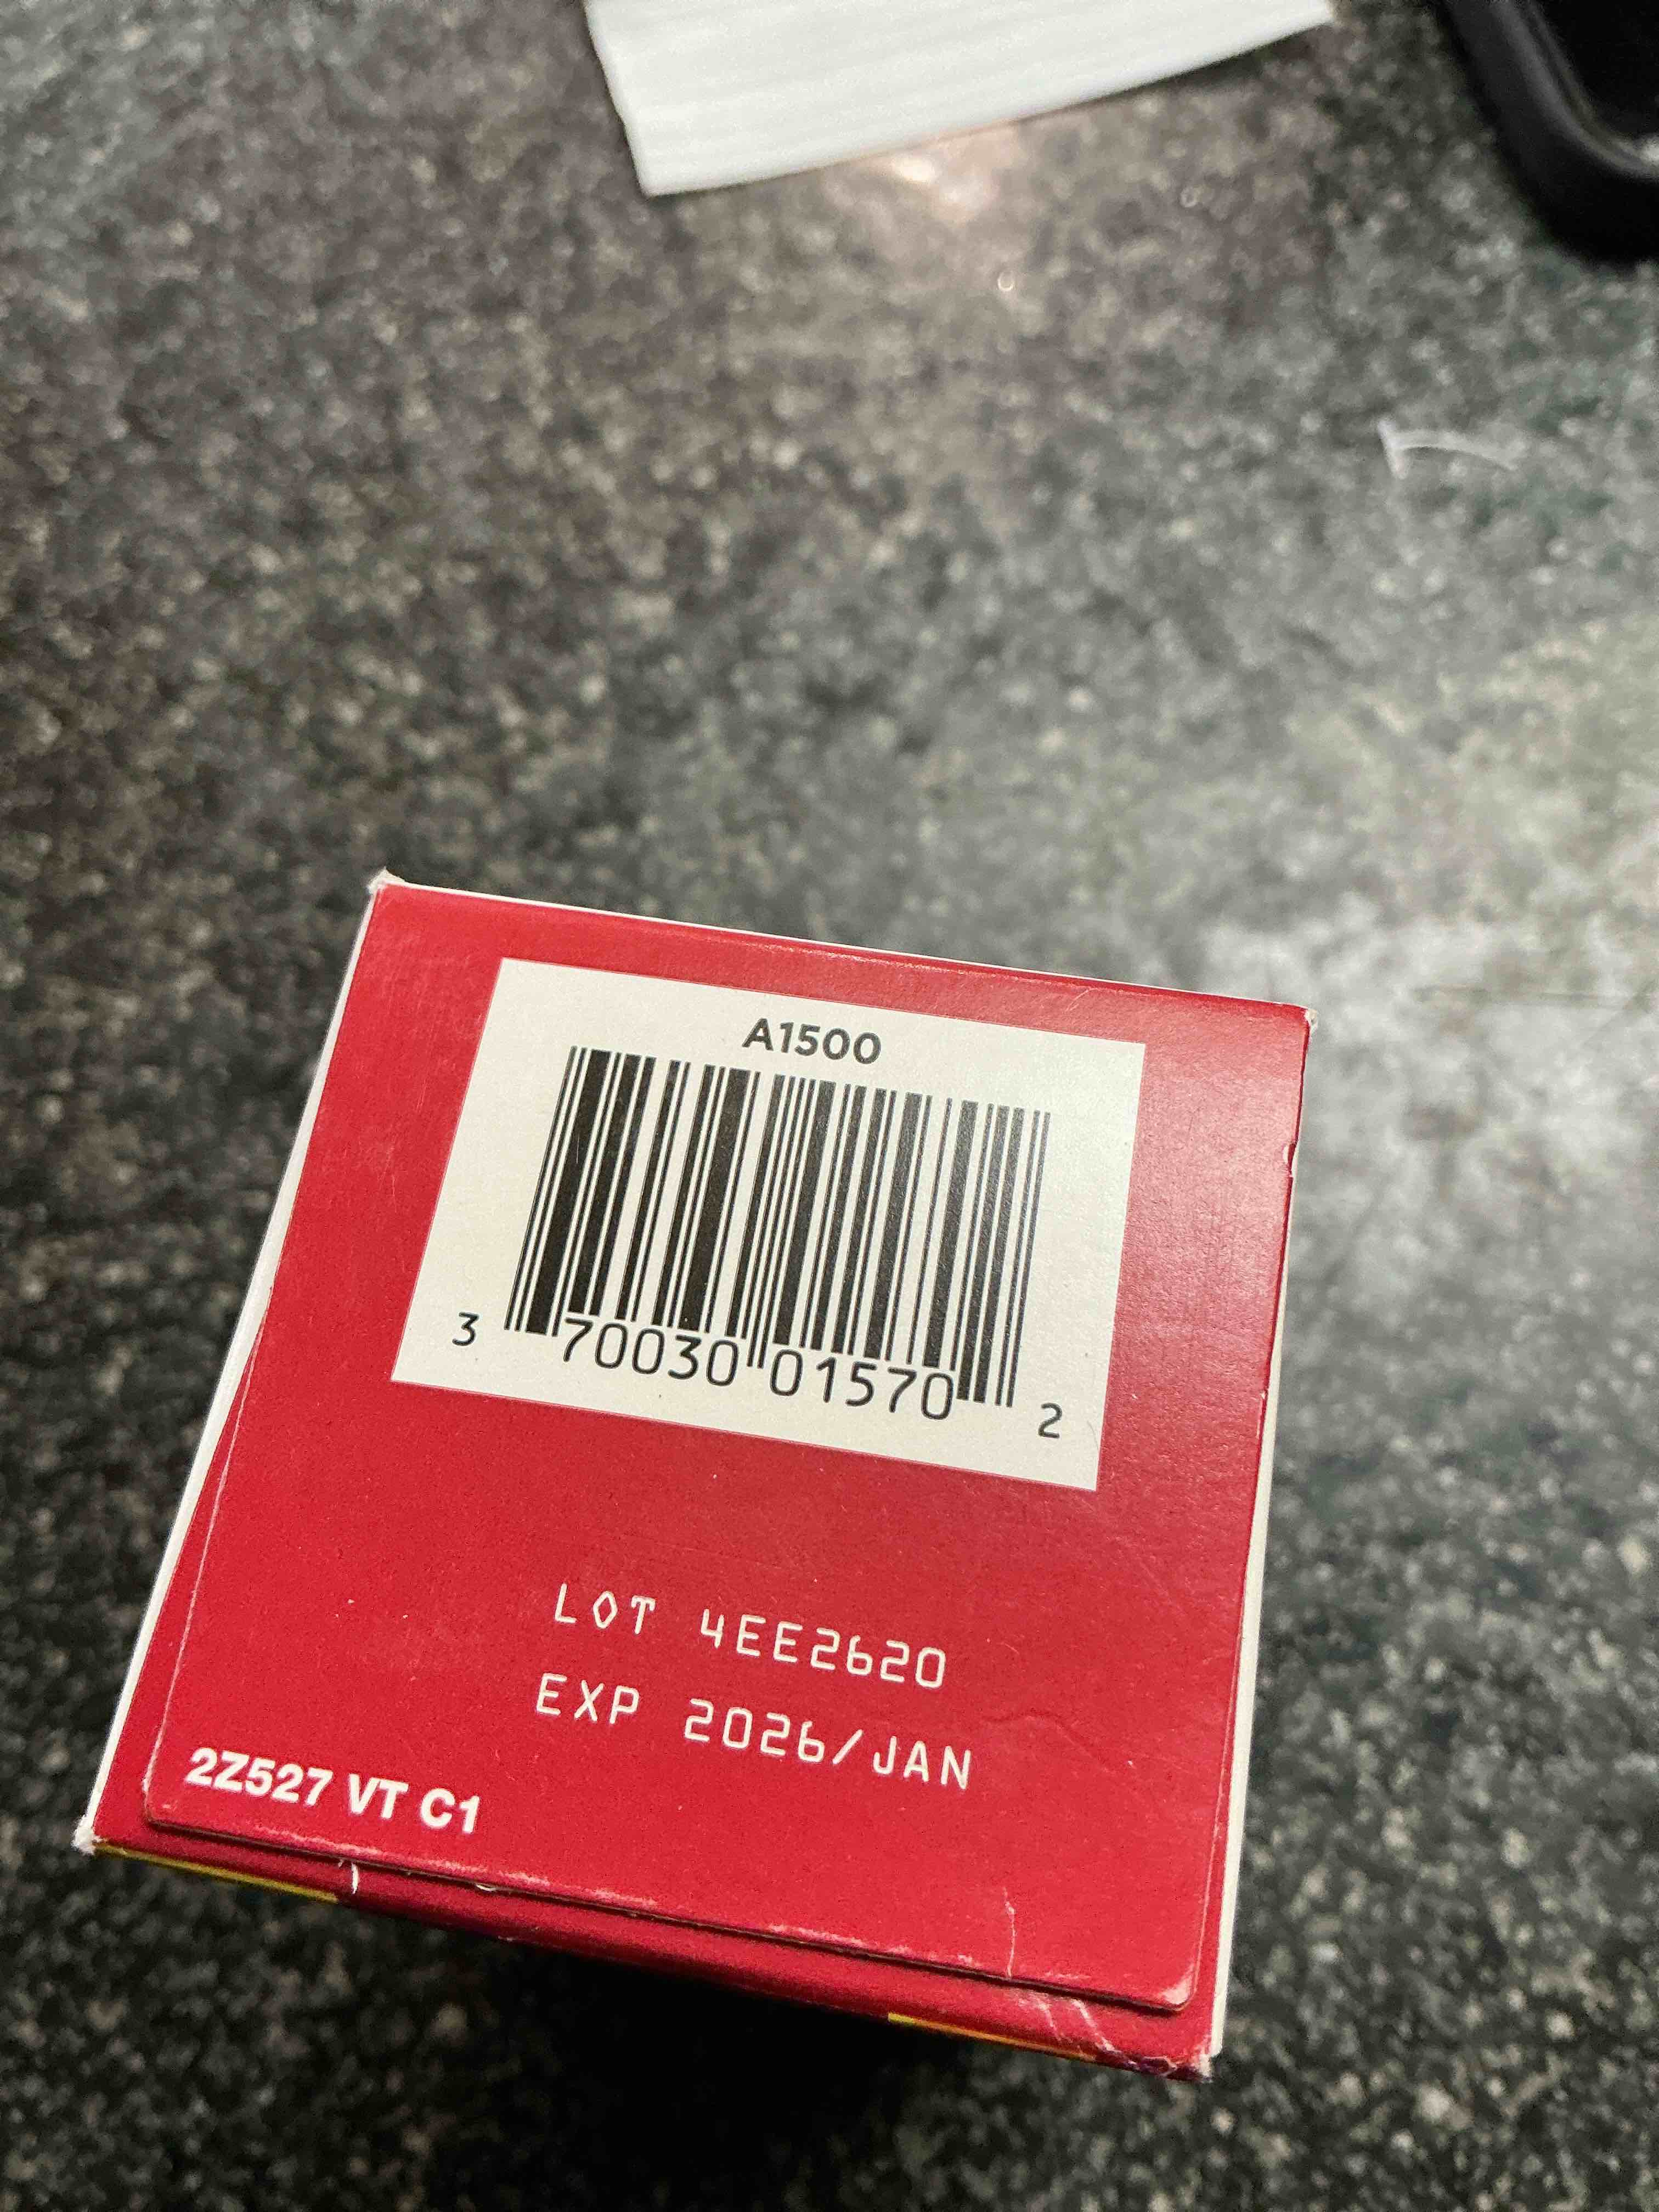 A1500
3 70030 01570 2
LOT 4EE2620
EXP 2026/JAN
2Z527 VT C1